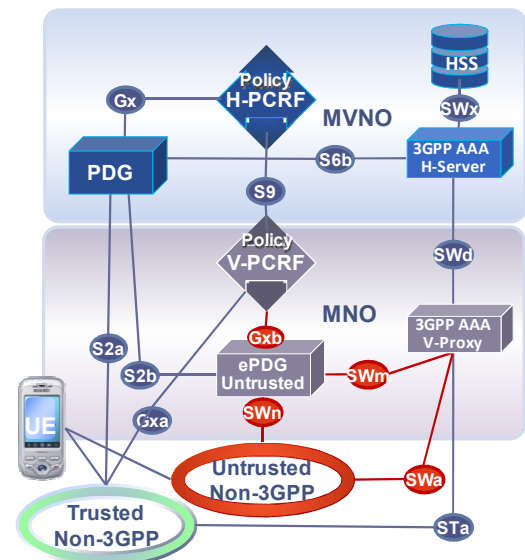 Policy
H-PCRF
HSS
Gx
SWx
MVNO
3GPP AAA
H-Server
S6b
PDG
S9
Policy
V-PCRF
SWd
MNO
Gxb
3GPP AAA
V-Proxy
S2a
ePDG
Untrusted
S2b
SWm
UE
Gxa
SWn
Untrusted
Non-3GPP
SWa
Trusted
Non-3GPP
STa